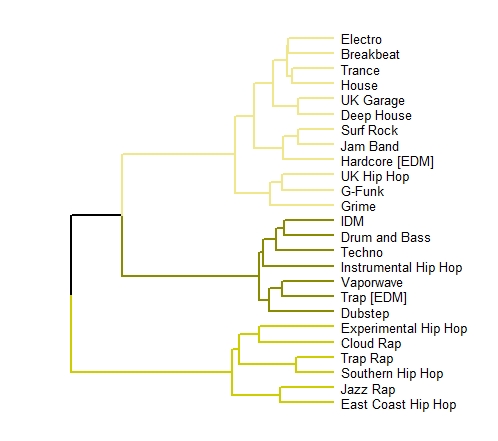 Electro
Breakbeat
Trance
House
UK Garage
Deep House
Surf Rock
Jam Band
Hardcore [EDM]
UK Hip Hop
G-Funk
Grime
IDM
Drum and Bass
Techno
Instrumental Hip Hop
Vaporwave
Trap [EDM]
Dubstep
Experimental Hip Hop
Cloud Rap
Trap Rap
Southern Hip Hop
Jazz Rap
East Coast Hip Hop